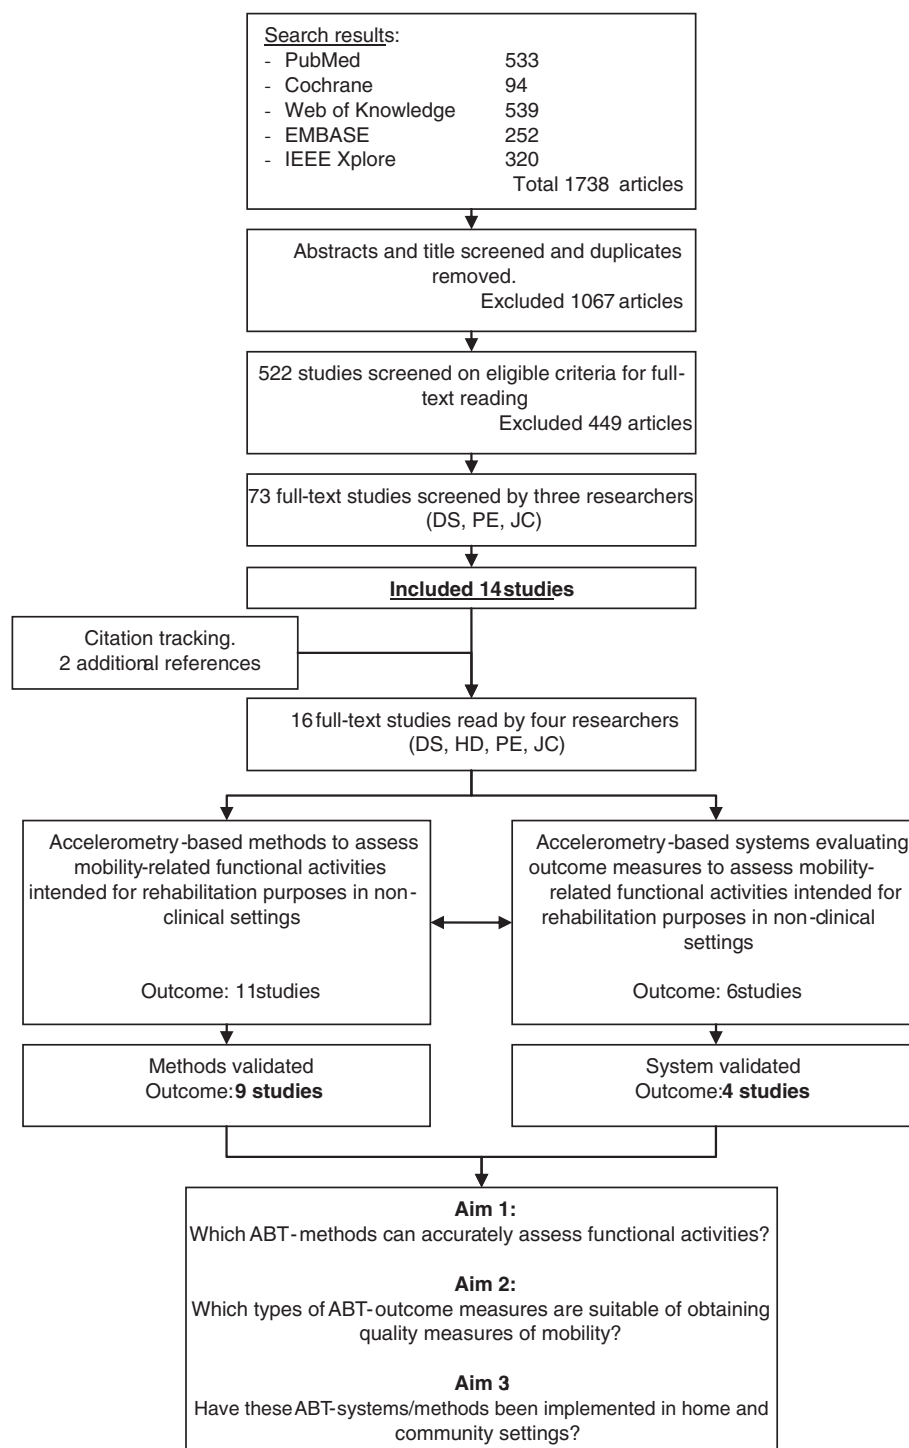 Search results:
- PubMed 533
- Cochrane 94
- Web of Knowledge 539
- EMBASE 252
- IEEE Xplore 320
Total 1738 articles
Abstracts and title screened and duplicates
removed.
Excluded 1067 articles
522 studies screened on eligible criteria for full-
text reading
Excluded 449 articles
73 full-text studies screened by three researchers
(DS, PE, JC)
Included 14 studies
Citation tracking.
2 additional references
16 full-text studies read by four researchers
(DS, HD, PE, JC)
Accelerometry-based methods to assess
mobility-related functional activities
intended for rehabilitation purposes in non-
clinical settings
Outcome: 11 studies
Accelerometry-based systems evaluating
outcome measures to assess mobility-
related functional activities intended for
rehabilitation purposes in non-clinical
settings
Outcome: 6 studies
Methods validated
Outcome: 9 studies
System validated
Outcome: 4 studies
Aim 1:
Which ABT-methods can accurately assess functional activities?
Aim 2:
Which types of ABT-outcome measures are suitable of obtaining
quality measures of mobility?
Aim 3
Have these ABT-systems/methods been implemented in home and
community settings?